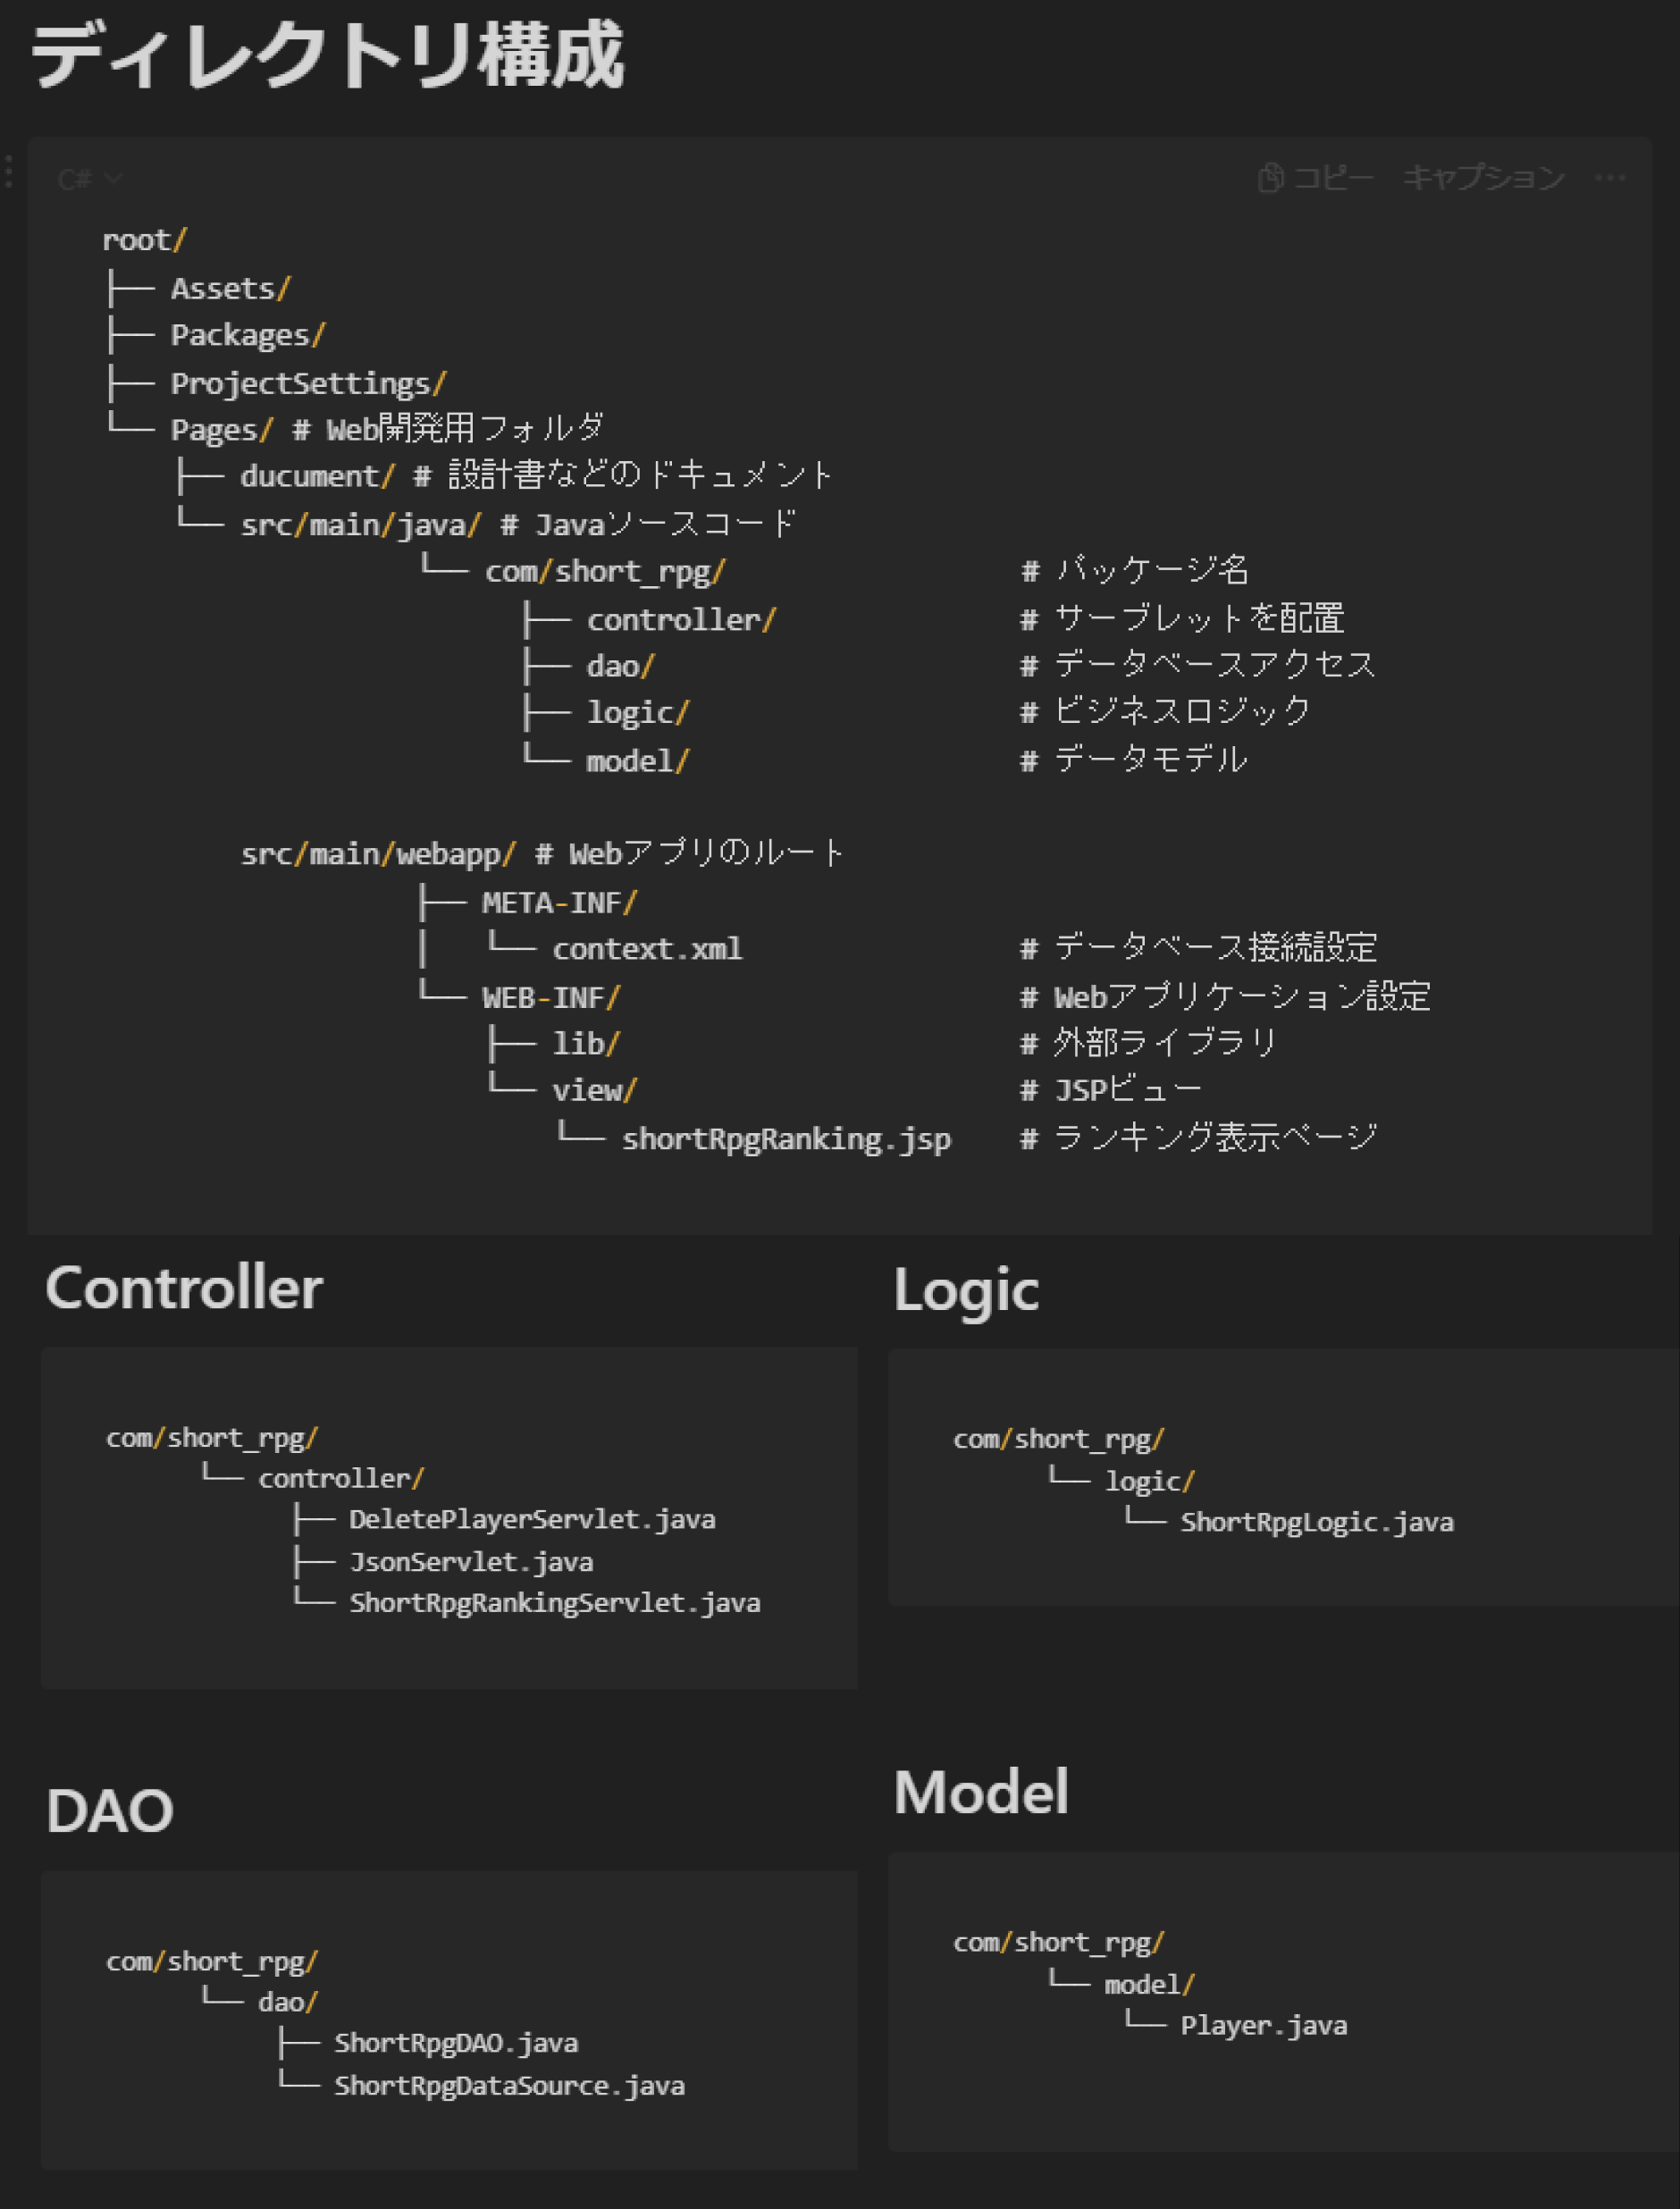 ディレクトリ構成
C#
コピー キャプション
root/
├── Assets/
├── Packages/
├── ProjectSettings/
└── Pages/ # Web開発用フォルダ
├── ducument/ # 設計書などのドキュメント
└── src/main/java/ # Javaソースコード
└── com/short_rpg/ # パッケージ名
├── controller/ # サーブレットを配置
├── dao/ # データベースアクセス
├── logic/ # ビジネスロジック
└── model/ # データモデル
src/main/webapp/ # Webアプリのルート
├── META-INF/
│ └── context.xml # データベース接続設定
└── WEB-INF/ # Webアプリケーション設定
├── lib/ # 外部ライブラリ
└── view/ # JSPビュー
└── shortRpgRanking.jsp # ランキング表示ページ
Controller
com/short_rpg/
└── controller/
├── DeletePlayerServlet.java
├── JsonServlet.java
└── ShortRpgRankingServlet.java
Logic
com/short_rpg/
└── logic/
└── ShortRpgLogic.java
DAO
com/short_rpg/
└── dao/
├── ShortRpgDAO.java
└── ShortRpgDataSource.java
Model
com/short_rpg/
└── model/
└── Player.java